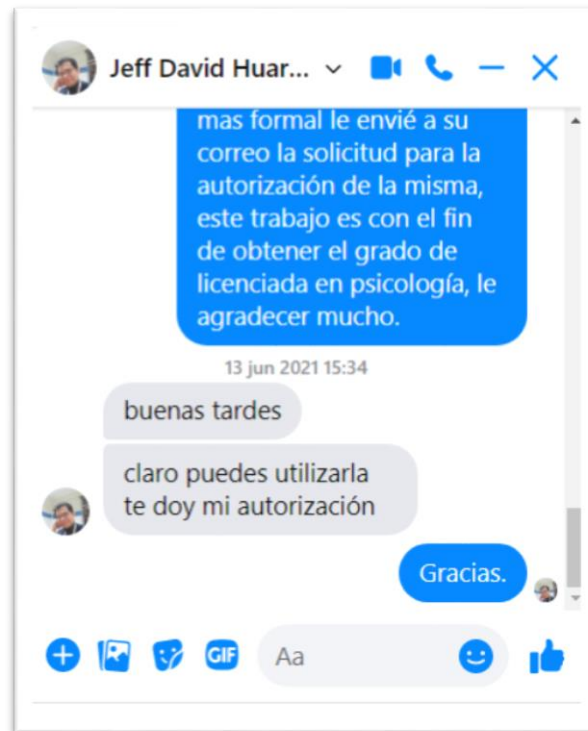 Jeff David Huar...
mas formal le envié a su
correo la solicitud para la
autorización de la misma,
este trabajo es con el fin
de obtener el grado de
licenciada en psicología, le
agradecer mucho.
13 jun 2021 15:34
buenas tardes
claro puedes utilizarla
te doy mi autorización
Gracias.
GIF
Aa